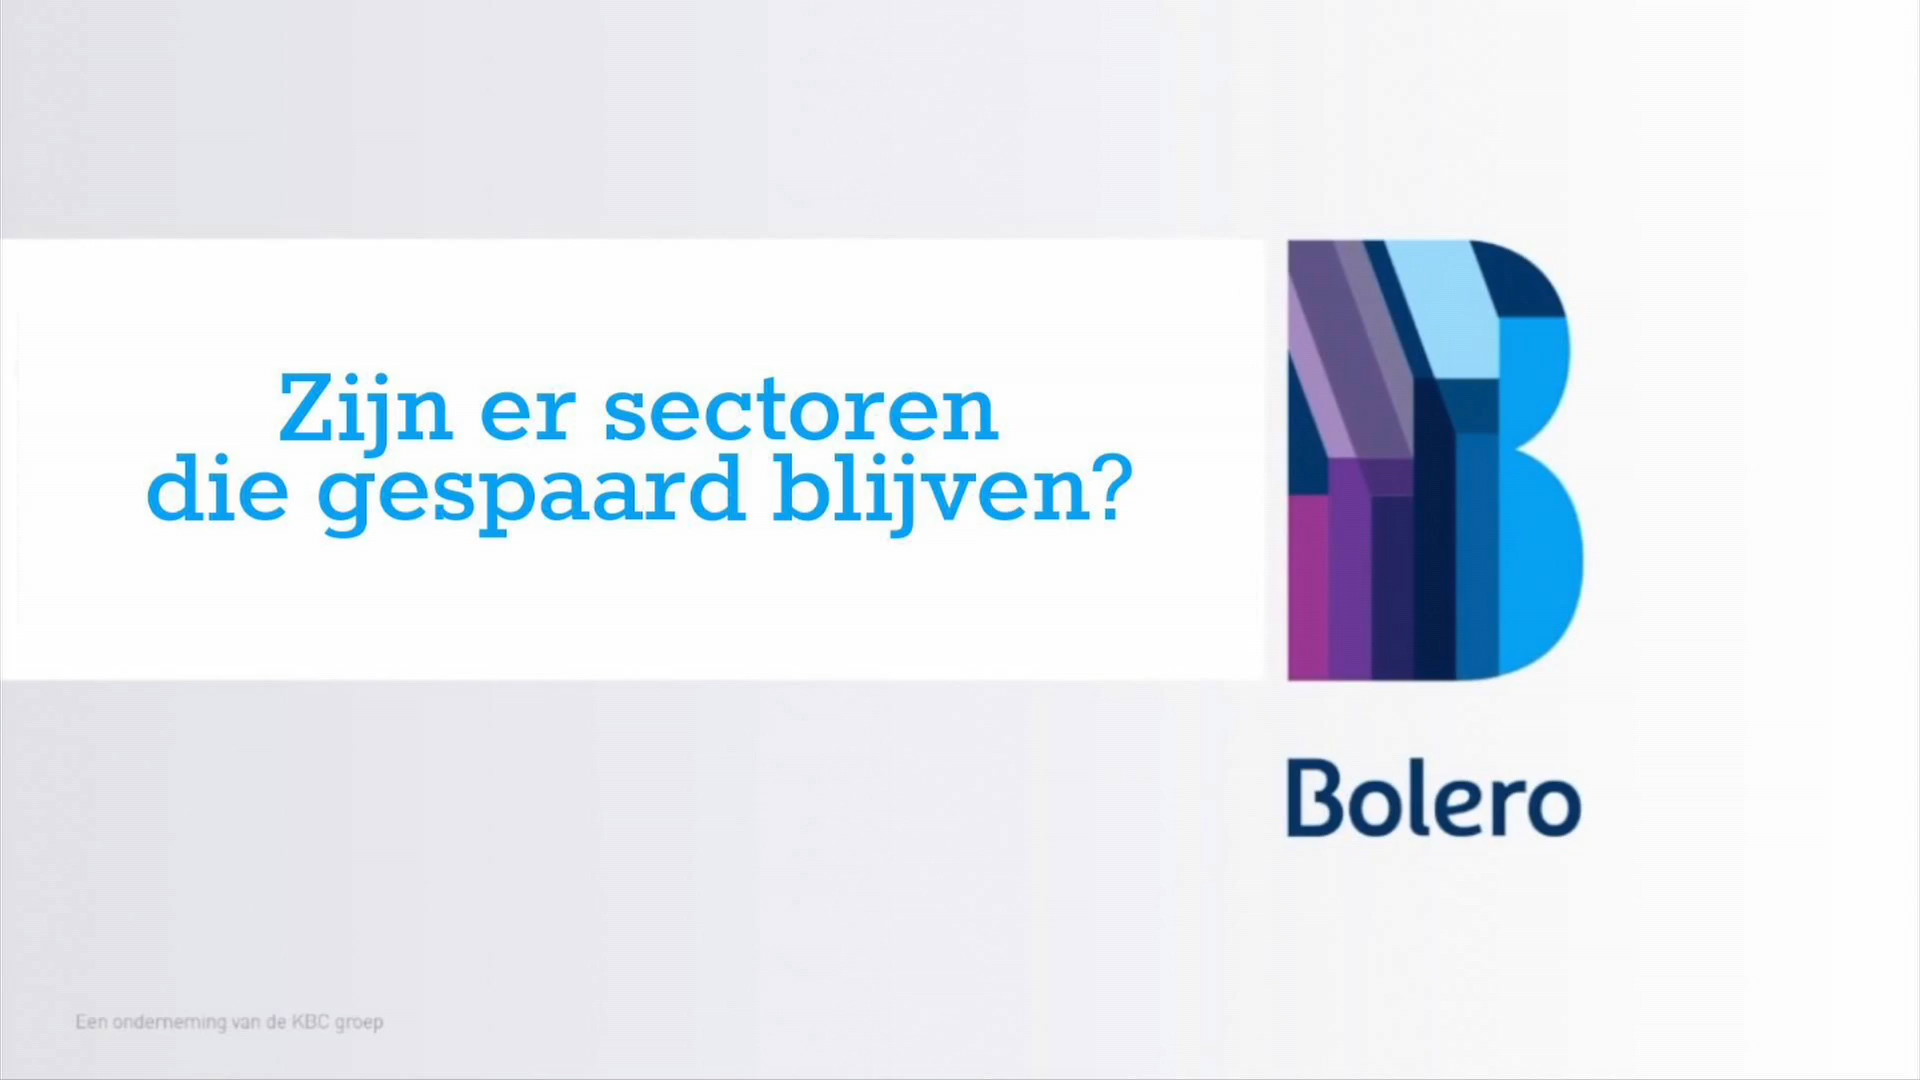 Zijn er sectoren
die gespaard blijven?
Bolero
Een onderneming van de KBC groep